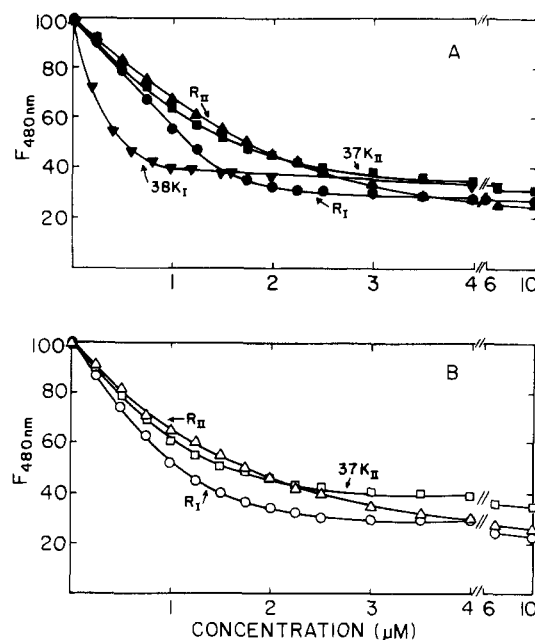 A
100
80
60
40
20
F480nm
RII
37KII
38KI
RI
1
2
3
4
6
10
B
100
80
60
40
20
F480nm
RII
37KII
RI
1
2
3
4
6
10
CONCENTRATION (μM)